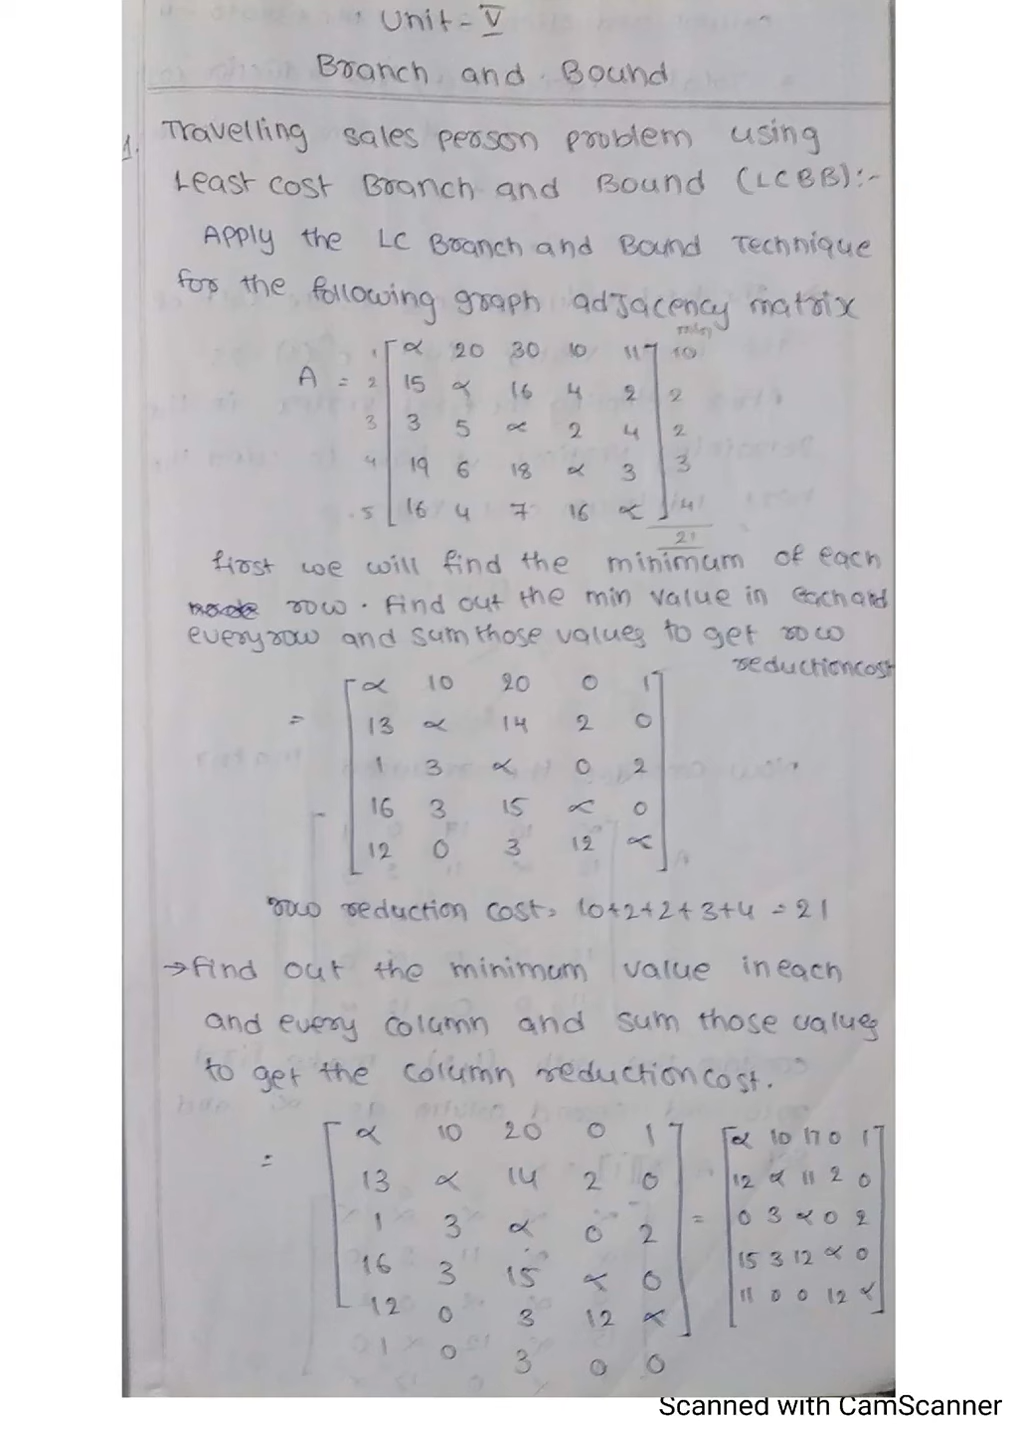 Unit - V
Branch and Bound
1. Travelling sales person problem using
Least cost Branch and Bound (LCBB):-
Apply the LC Branch and Bound Technique
for the following graph adjacency matrix
min
1 ∝ 20 30 10 11 10
A = 2 15 ∝ 16 4 2 2
3 3 5 ∝ 2 4 2
4 19 6 18 ∝ 3 3
5 16 4 7 16 ∝ 4
21
first we will find the minimum of each
row. find out the min value in each and
every row and sum those values to get row
reduction cost
∝ 10 20 0 1
= 13 ∝ 14 2 0
1 3 ∝ 0 2
16 3 15 ∝ 0
12 0 3 12 ∝
row reduction cost = 10+2+2+3+4 = 21
→ find out the minimum value in each
and every column and sum those values
to get the column reduction cost.
∝ 10 20 0 1 ∝ 10 17 0 1
= 13 ∝ 14 2 0 12 ∝ 11 2 0
1 3 ∝ 0 2 = 0 3 ∝ 0 2
16 3 15 ∝ 0 15 3 12 ∝ 0
12 0 3 12 ∝ 11 0 0 12 ∝
1 0 3 0 0
Scanned with CamScanner